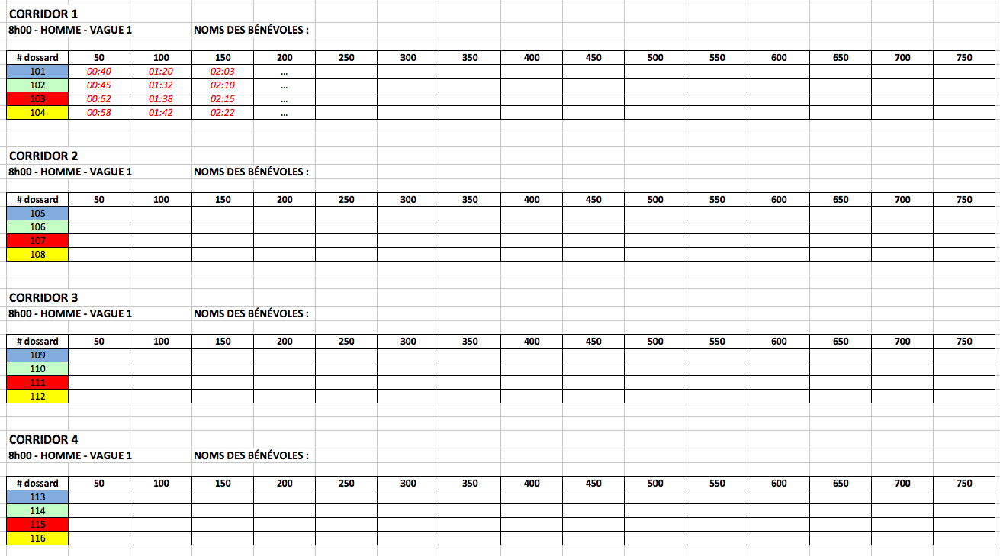 CORRIDOR 1
8h00 - HOMME - VAGUE 1 NOMS DES BÉNÉVOLES :
# dossard 50 100 150 200 250 300 350 400 450 500 550 600 650 700 750
101 00:40 01:20 02:03 ...
102 00:45 01:32 02:10 ...
103 00:52 01:38 02:15 ...
104 00:58 01:42 02:22 ...
CORRIDOR 2
8h00 - HOMME - VAGUE 1 NOMS DES BÉNÉVOLES :
# dossard 50 100 150 200 250 300 350 400 450 500 550 600 650 700 750
105
106
107
108
CORRIDOR 3
8h00 - HOMME - VAGUE 1 NOMS DES BÉNÉVOLES :
# dossard 50 100 150 200 250 300 350 400 450 500 550 600 650 700 750
109
110
111
112
CORRIDOR 4
8h00 - HOMME - VAGUE 1 NOMS DES BÉNÉVOLES :
# dossard 50 100 150 200 250 300 350 400 450 500 550 600 650 700 750
113
114
115
116